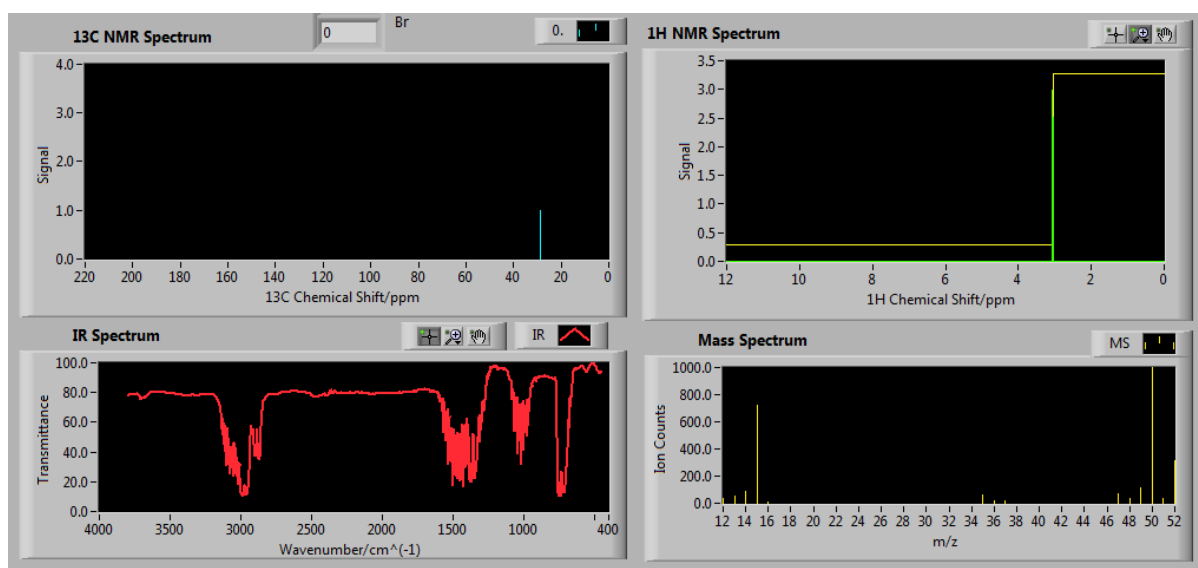 13C NMR Spectrum
0
Br
0.
4.0
3.0
2.0
1.0
0.0
Signal
220 200 180 160 140 120 100 80 60 40 20 0
13C Chemical Shift/ppm
1H NMR Spectrum
3.5
3.0
2.5
2.0
1.5
1.0
0.5
0.0
Signal
12 10 8 6 4 2 0
1H Chemical Shift/ppm
IR Spectrum
IR
100.0
80.0
60.0
40.0
20.0
0.0
Transmittance
4000 3500 3000 2500 2000 1500 1000 400
Wavenumber/cm^(-1)
Mass Spectrum
MS
1000.0
800.0
600.0
400.0
200.0
0.0
Ion Counts
12 14 16 18 20 22 24 26 28 30 32 34 36 38 40 42 44 46 48 50 52
m/z